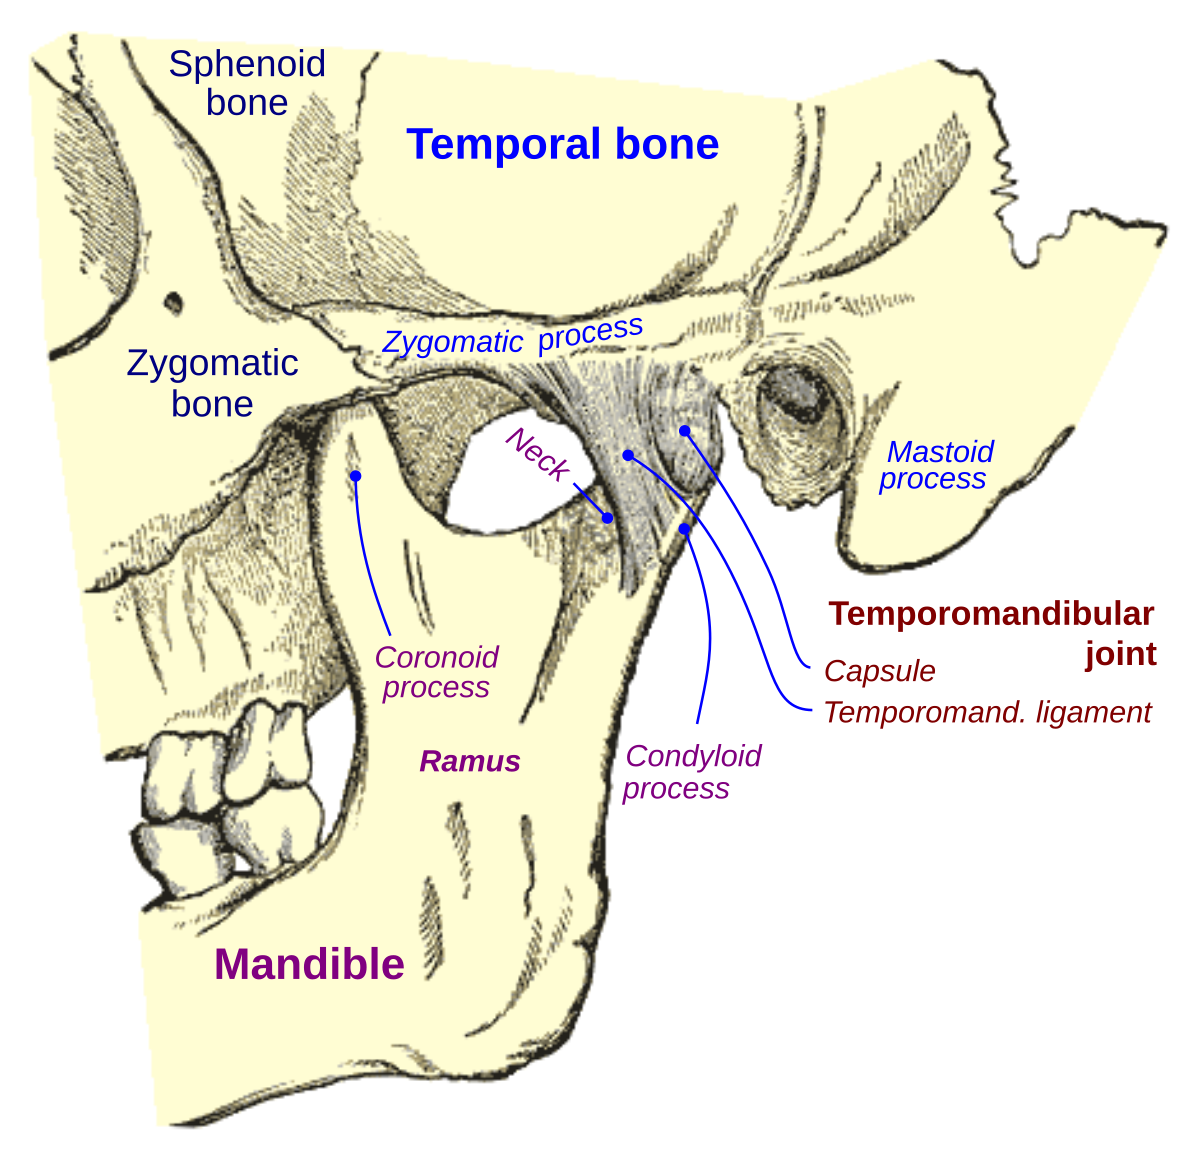 Sphenoid
bone
Temporal bone
Zygomatic process
Zygomatic
bone
Neck
Mastoid
process
Temporomandibular
joint
Capsule
Temporomand. ligament
Coronoid
process
Condyloid
process
Ramus
Mandible